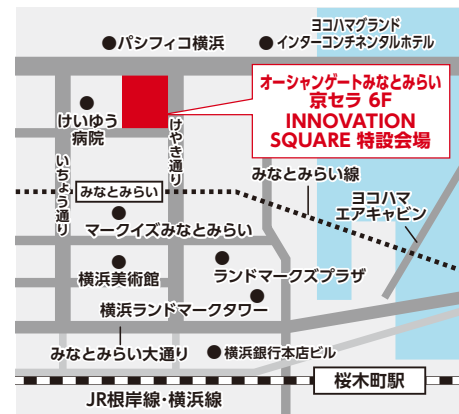 ヨコハマグランド
インターコンチネンタルホテル
パシフィコ横浜
オーシャンゲートみなとみらい
京セラ 6F
INNOVATION
SQUARE 特設会場
けいゆう
病院
けやき通り
いちょう通り
みなとみらい
みなとみらい線
ヨコハマ
エアキャビン
マークイズみなとみらい
横浜美術館
ランドマークズプラザ
横浜ランドマークタワー
みなとみらい大通り
横浜銀行本店ビル
桜木町駅
JR根岸線・横浜線